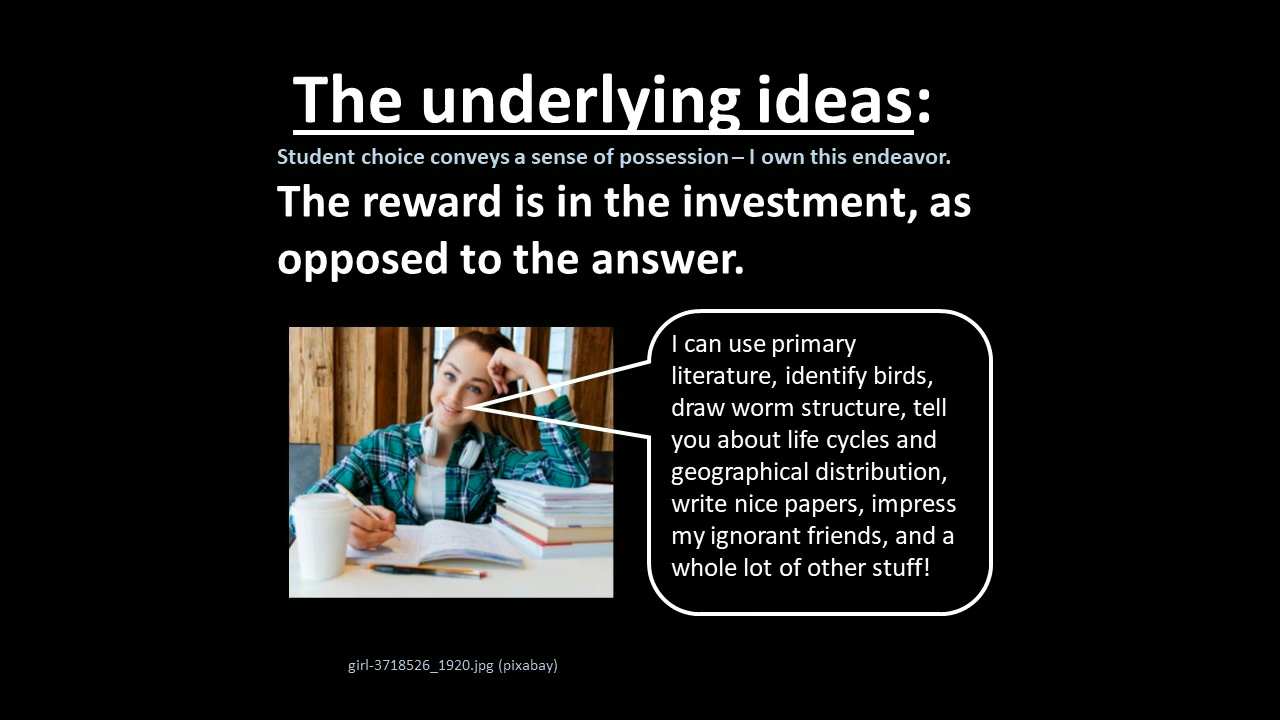 The underlying ideas:
Student choice conveys a sense of possession – I own this endeavor.
The reward is in the investment, as
opposed to the answer.
I can use primary
literature, identify birds,
draw worm structure, tell
you about life cycles and
geographical distribution,
write nice papers, impress
my ignorant friends, and a
whole lot of other stuff!
girl-3718526_1920.jpg (pixabay)